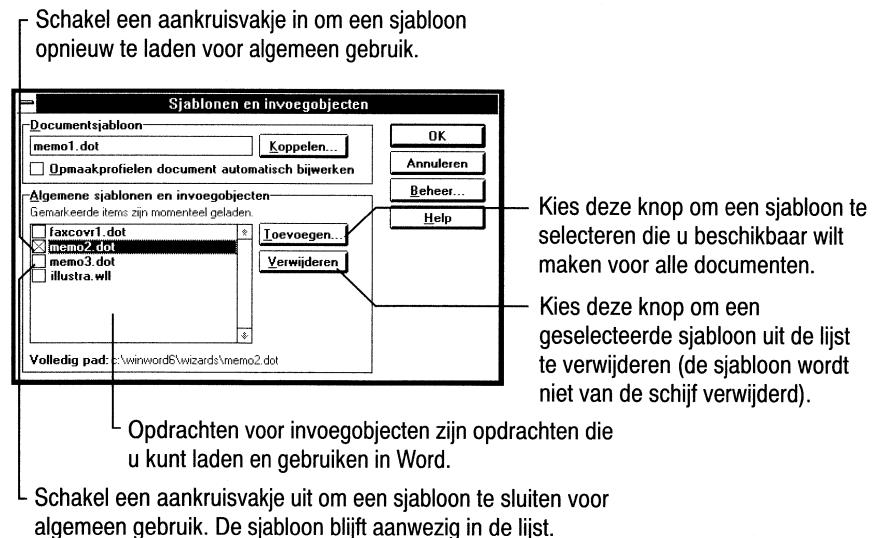 Schakel een aankruisvakje in om een sjabloon
opnieuw te laden voor algemeen gebruik.
Sjablonen en invoegobjecten
Documentsjabloon
memo1.dot
Koppelen...
Opmaakprofielen document automatisch bijwerken
OK
Annuleren
Beheer...
Help
Algemene sjablonen en invoegobjecten
Gemarkeerde items zijn momenteel geladen.
faxcovr1.dot
memo2.dot
memo3.dot
illustra.wll
Toevoegen...
Verwijderen
Volledig pad: c:\winword6\wizards\memo2.dot
Kies deze knop om een sjabloon te
selecteren die u beschikbaar wilt
maken voor alle documenten.
Kies deze knop om een
geselecteerde sjabloon uit de lijst
te verwijderen (de sjabloon wordt
niet van de schijf verwijderd).
Opdrachten voor invoegobjecten zijn opdrachten die
u kunt laden en gebruiken in Word.
Schakel een aankruisvakje uit om een sjabloon te sluiten voor
algemeen gebruik. De sjabloon blijft aanwezig in de lijst.